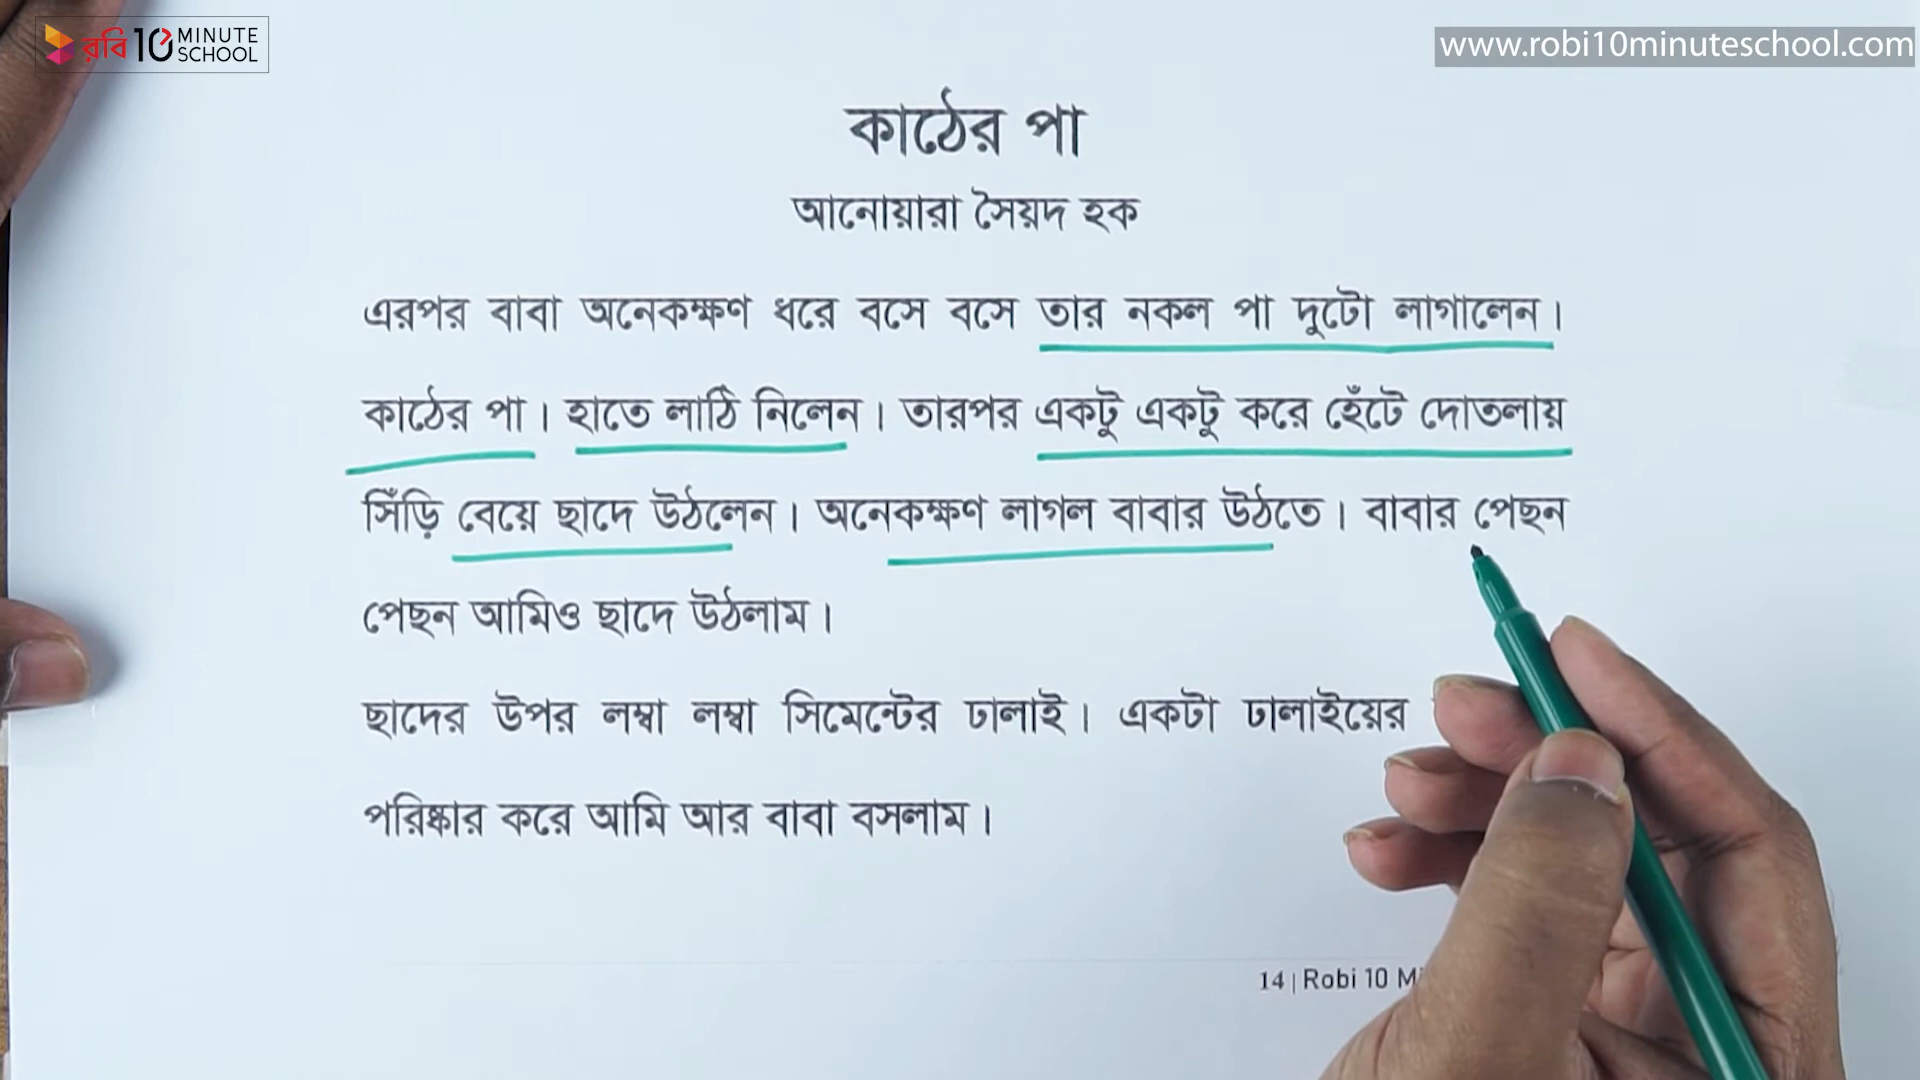 রবি 10 MINUTE SCHOOL
www.robi10minuteschool.com
কাঠের পা
আনোয়ারা সৈয়দ হক
এরপর বাবা অনেকক্ষণ ধরে বসে বসে তার নকল পা দুটো লাগালেন।
কাঠের পা। হাতে লাঠি নিলেন। তারপর একটু একটু করে হেঁটে দোতলায়
সিঁড়ি বেয়ে ছাদে উঠলেন। অনেকক্ষণ লাগল বাবার উঠতে। বাবার পেছন
পেছন আমিও ছাদে উঠলাম।
ছাদের উপর লম্বা লম্বা সিমেন্টের ঢালাই। একটা ঢালাইয়ের
পরিষ্কার করে আমি আর বাবা বসলাম।
14 | Robi 10